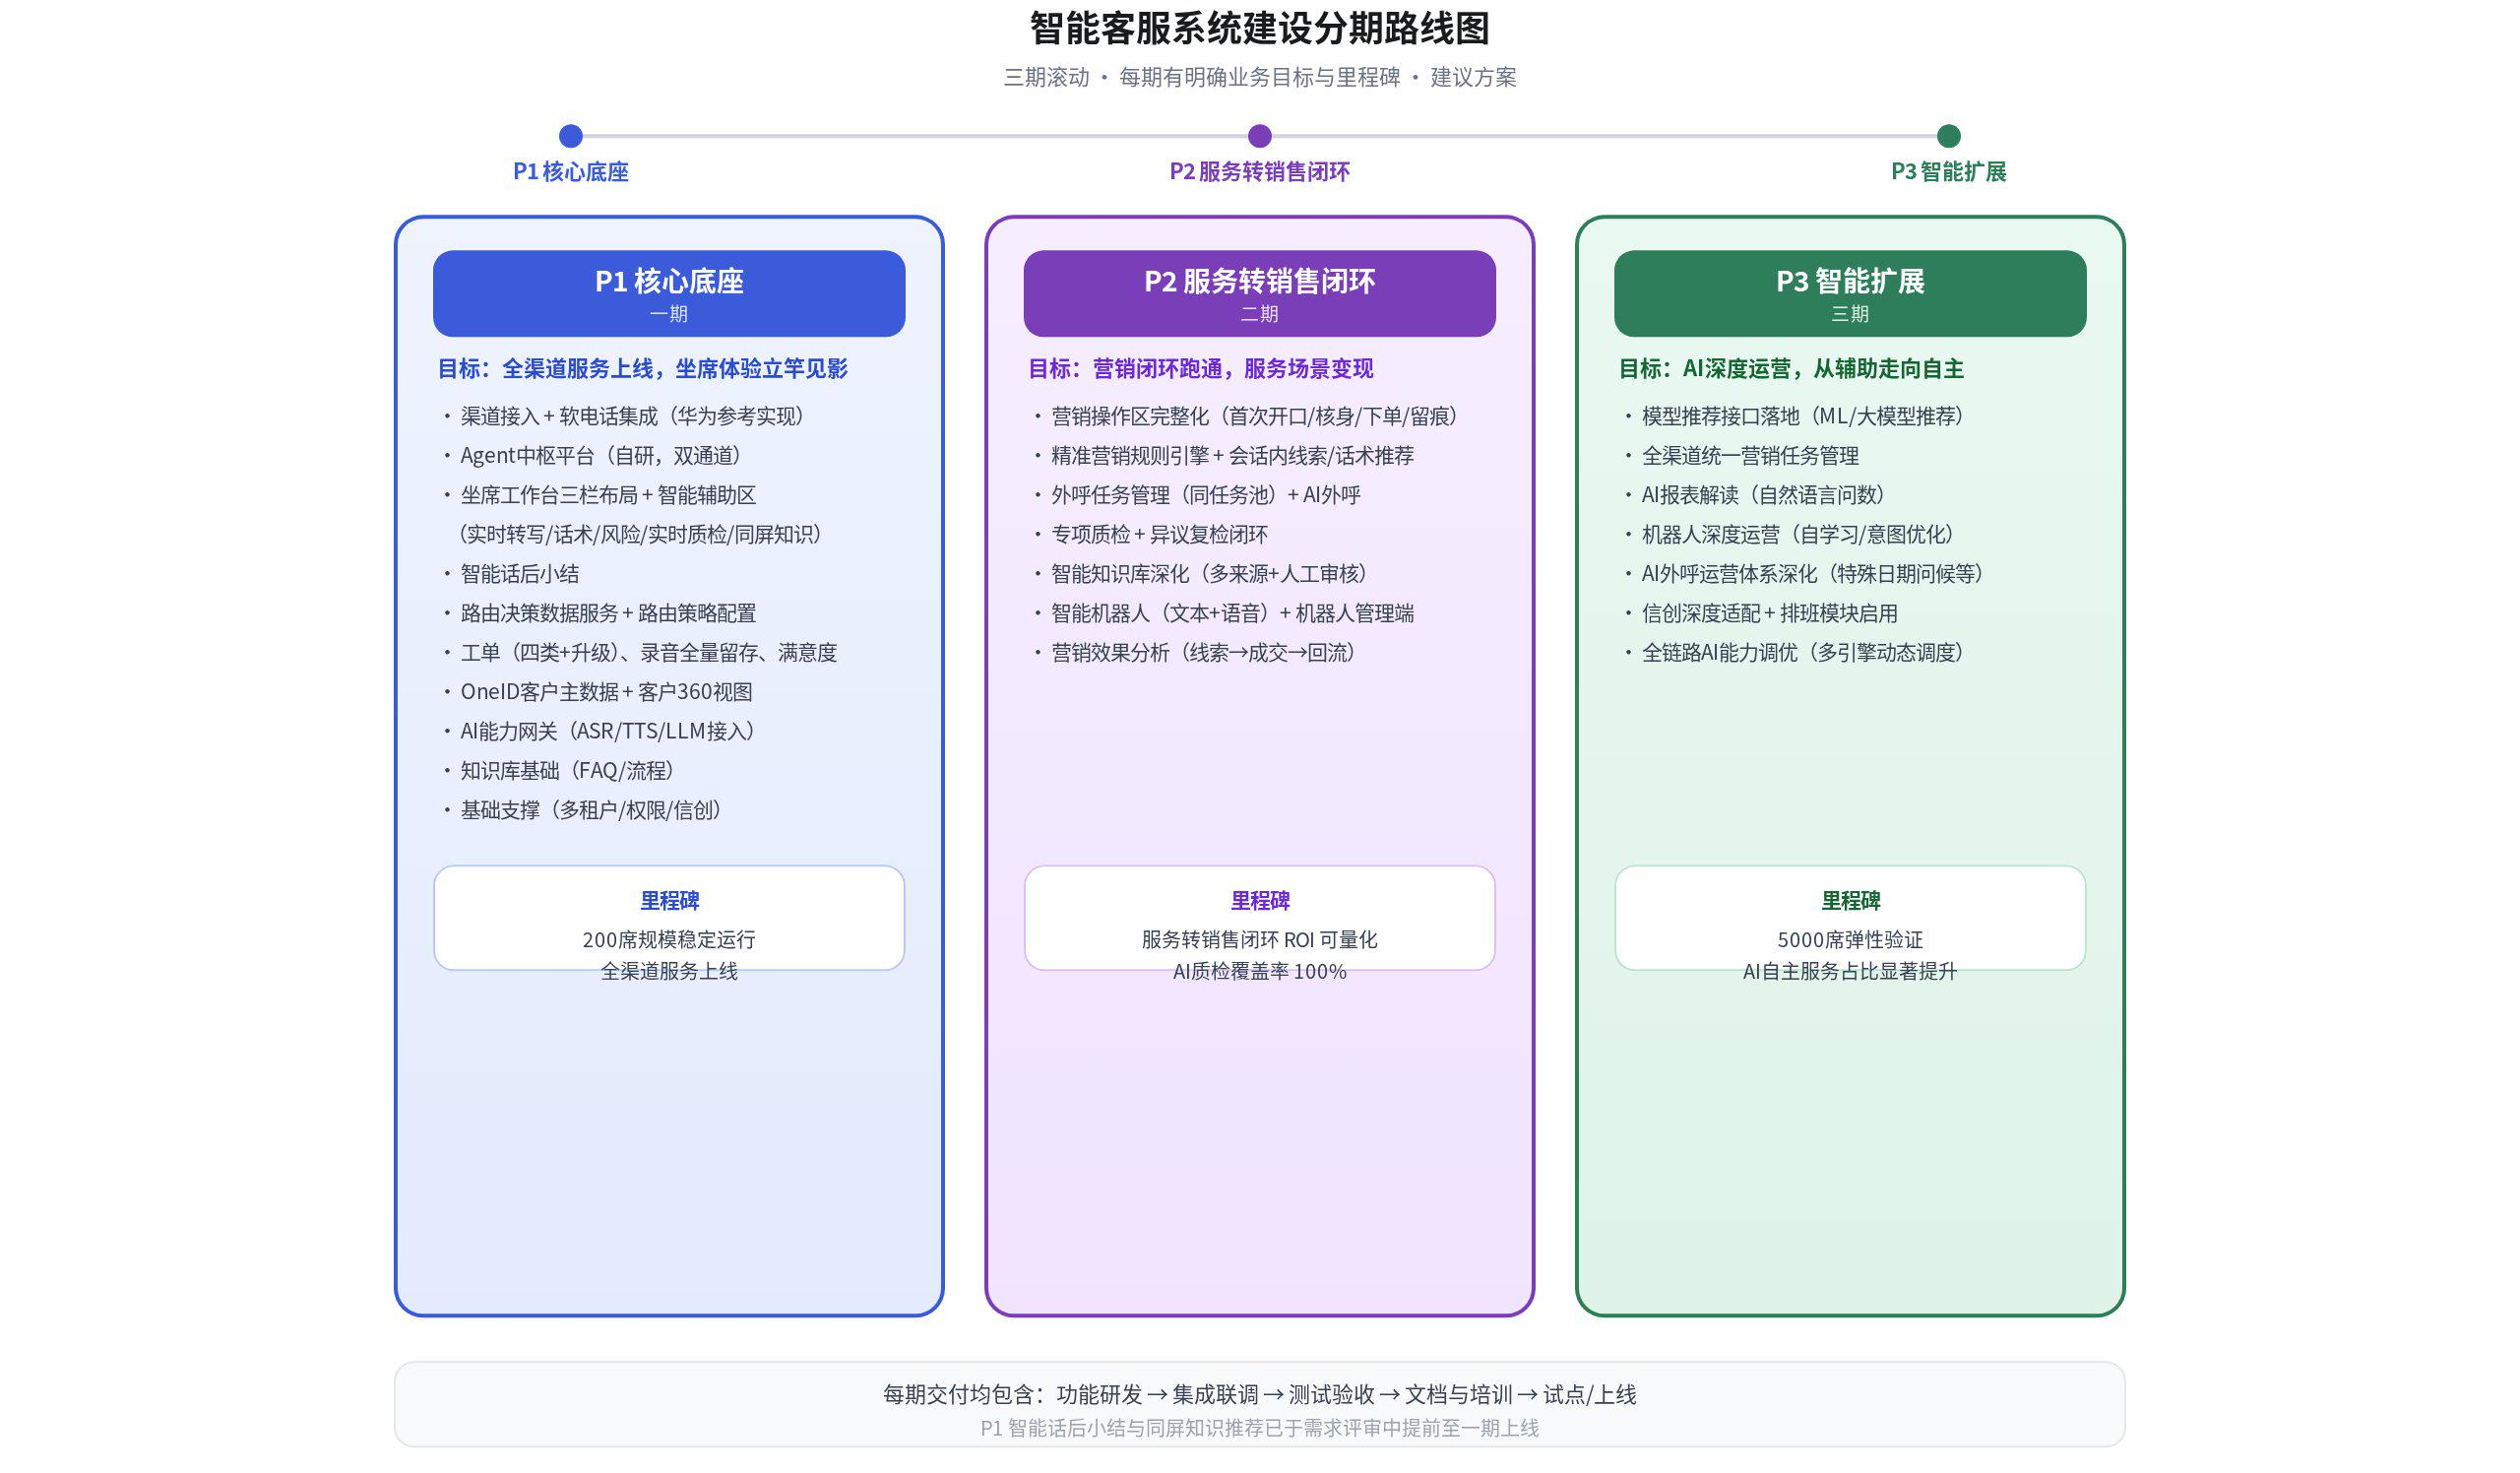 智能客服系统建设分期路线图
三期滚动 · 每期有明确业务目标与里程碑 · 建议方案
P1 核心底座
P2 服务转销售闭环
P3 智能扩展
P1 核心底座
一期
目标：全渠道服务上线，坐席体验立竿见影
· 渠道接入 + 软电话集成（华为参考实现）
· Agent中枢平台（自研，双通道）
· 坐席工作台三栏布局 + 智能辅助区
（实时转写/话术/风险/实时质检/同屏知识）
· 智能话后小结
· 路由决策数据服务 + 路由策略配置
· 工单（四类+升级）、录音全量留存、满意度
· OneID客户主数据 + 客户360视图
· AI能力网关（ASR/TTS/LLM接入）
· 知识库基础（FAQ/流程）
· 基础支撑（多租户/权限/信创）
里程碑
200席规模稳定运行
全渠道服务上线
P2 服务转销售闭环
二期
目标：营销闭环跑通，服务场景变现
· 营销操作区完整化（首次开口/核身/下单/留痕）
· 精准营销规则引擎 + 会话内线索/话术推荐
· 外呼任务管理（同任务池）+ AI外呼
· 专项质检 + 异议复检闭环
· 智能知识库深化（多来源+人工审核）
· 智能机器人（文本+语音）+ 机器人管理端
· 营销效果分析（线索→成交→回流）
里程碑
服务转销售闭环 ROI 可量化
AI质检覆盖率 100%
P3 智能扩展
三期
目标：AI深度运营，从辅助走向自主
· 模型推荐接口落地（ML/大模型推荐）
· 全渠道统一营销任务管理
· AI报表解读（自然语言问数）
· 机器人深度运营（自学习/意图优化）
· AI外呼运营体系深化（特殊日期问候等）
· 信创深度适配 + 排班模块启用
· 全链路AI能力调优（多引擎动态调度）
里程碑
5000席弹性验证
AI自主服务占比显著提升
每期交付均包含：功能研发 → 集成联调 → 测试验收 → 文档与培训 → 试点/上线
P1 智能话后小结与同屏知识推荐已于需求评审中提前至一期上线